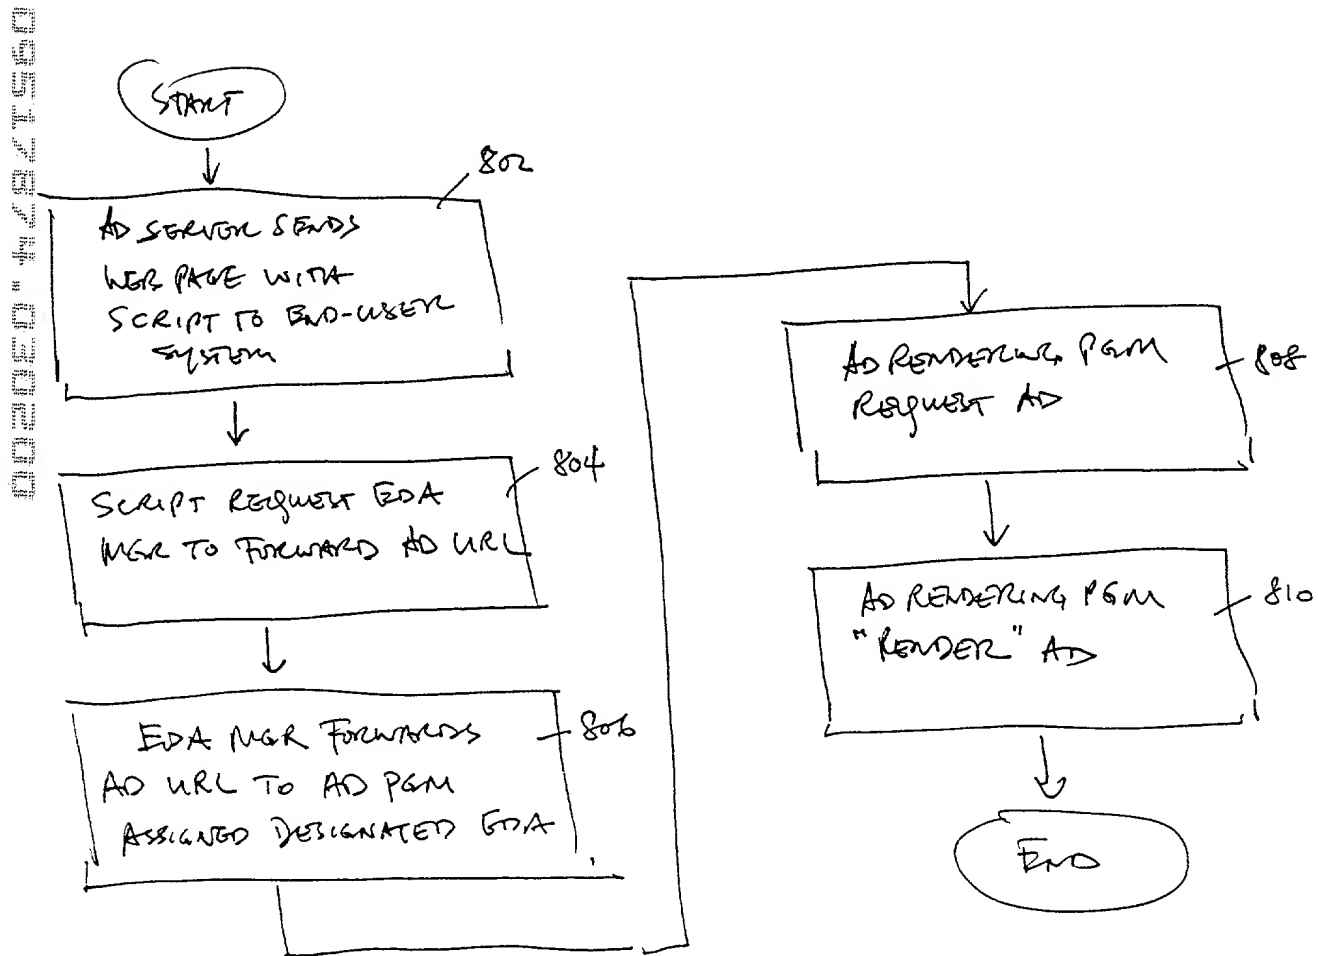 START
802
AD SERVER SENDS
WEB PAGE WITH
SCRIPT TO END-USER
SYSTEM
804
SCRIPT REQUEST EDA
MGR TO FORWARD AD URL
806
EDA MGR FORWARDS
AD URL TO AD PGM
ASSIGNED DESIGNATED EDA
808
AD RENDERING PGM
REQUEST AD
810
AD RENDERING PGM
"RENDER" AD
END